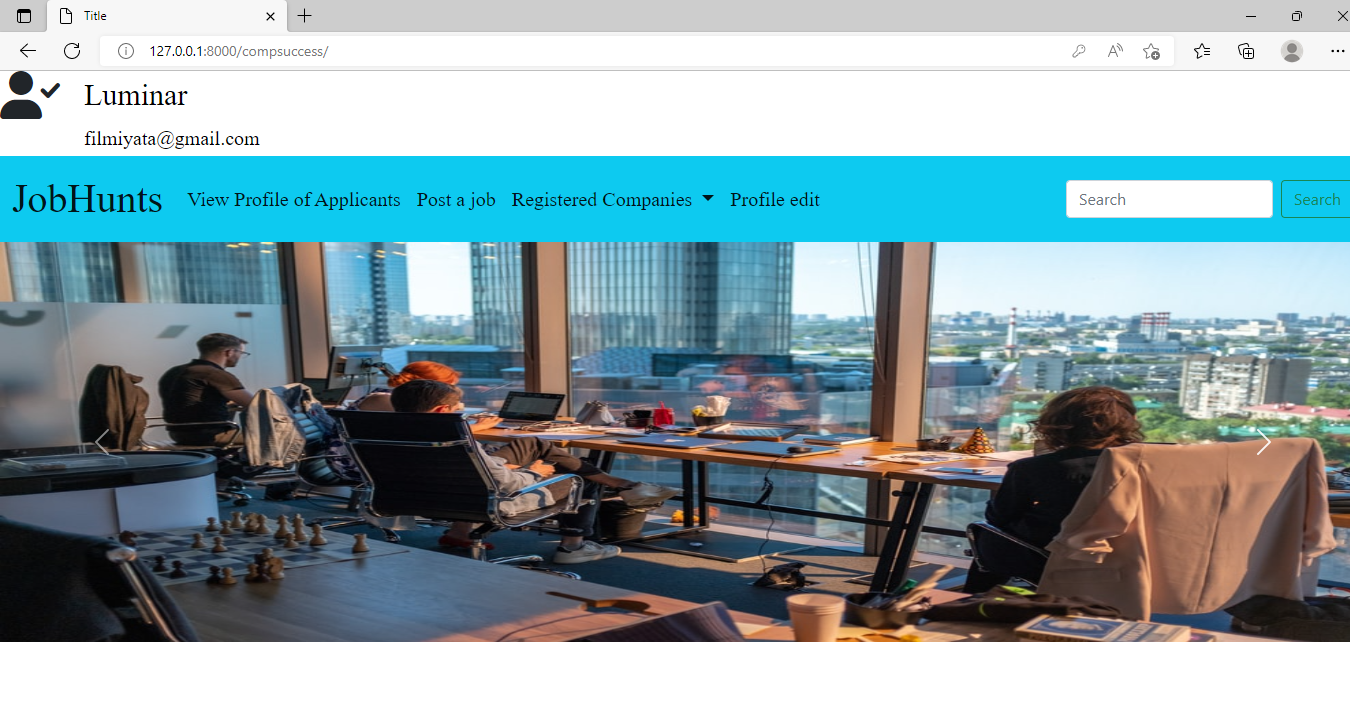 Title
127.0.0.1:8000/compsuccess/
Luminar
filmiyata@gmail.com
JobHunts View Profile of Applicants Post a job Registered Companies Profile edit Search Search